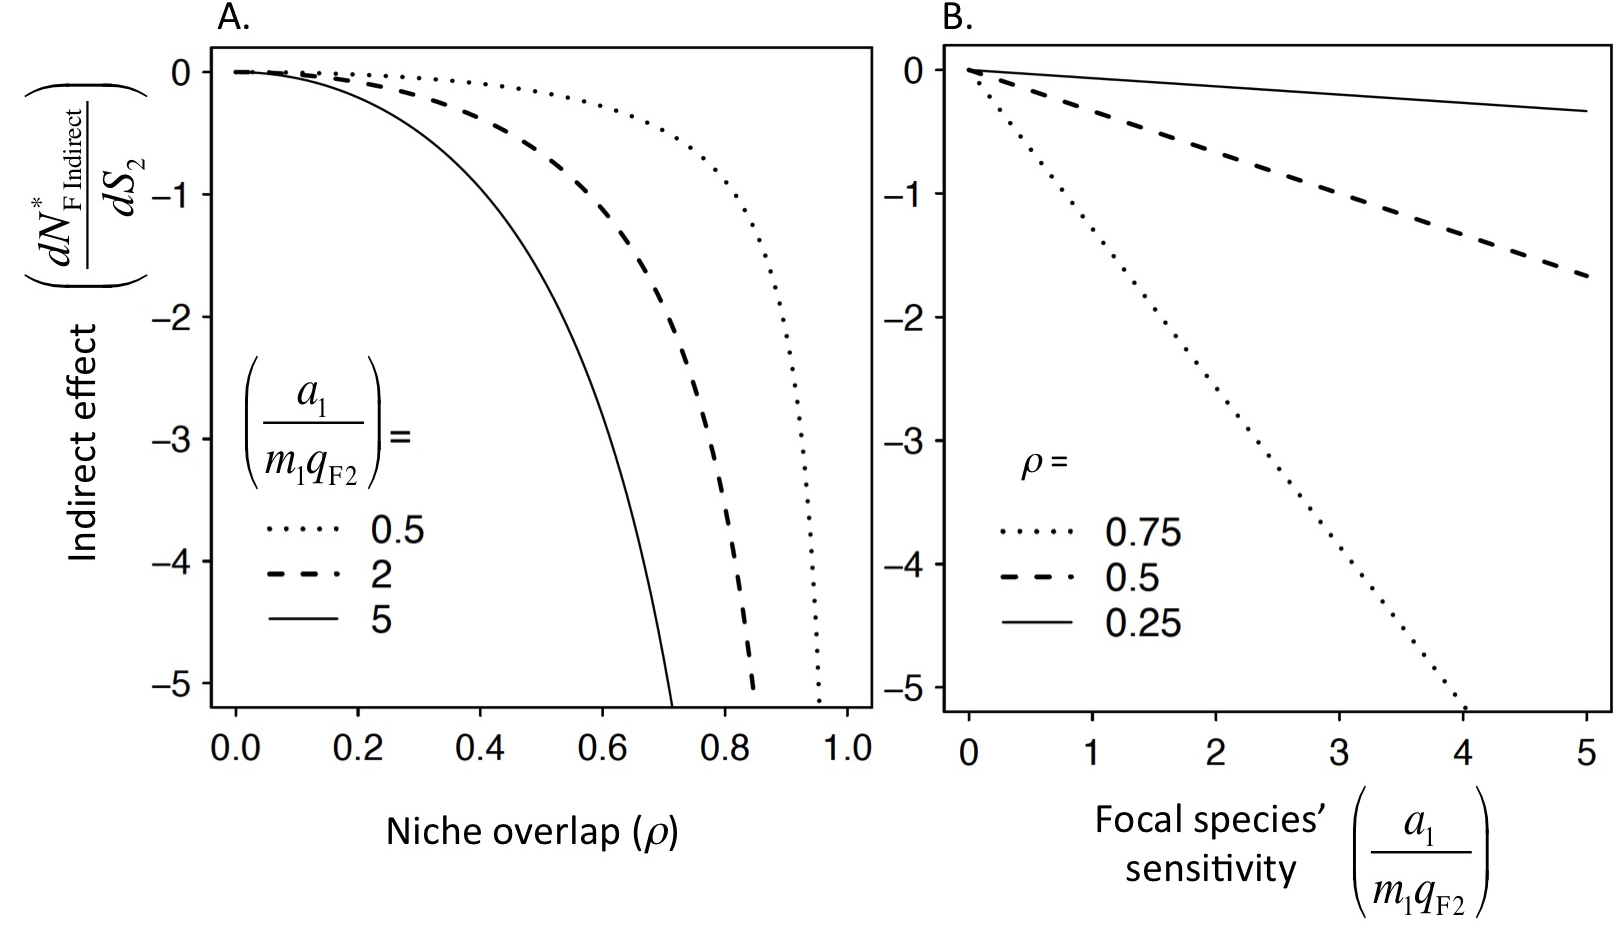 A.
Indirect effect (dN*F Indirect / dS2)
0
−1
−2
−3
−4
−5
(a1 / m1qF2) =
0.5
2
5
0.0 0.2 0.4 0.6 0.8 1.0
Niche overlap (ρ)
B.
0
−1
−2
−3
−4
−5
ρ =
0.75
0.5
0.25
0 1 2 3 4 5
Focal species’
sensitivity (a1 / m1qF2)